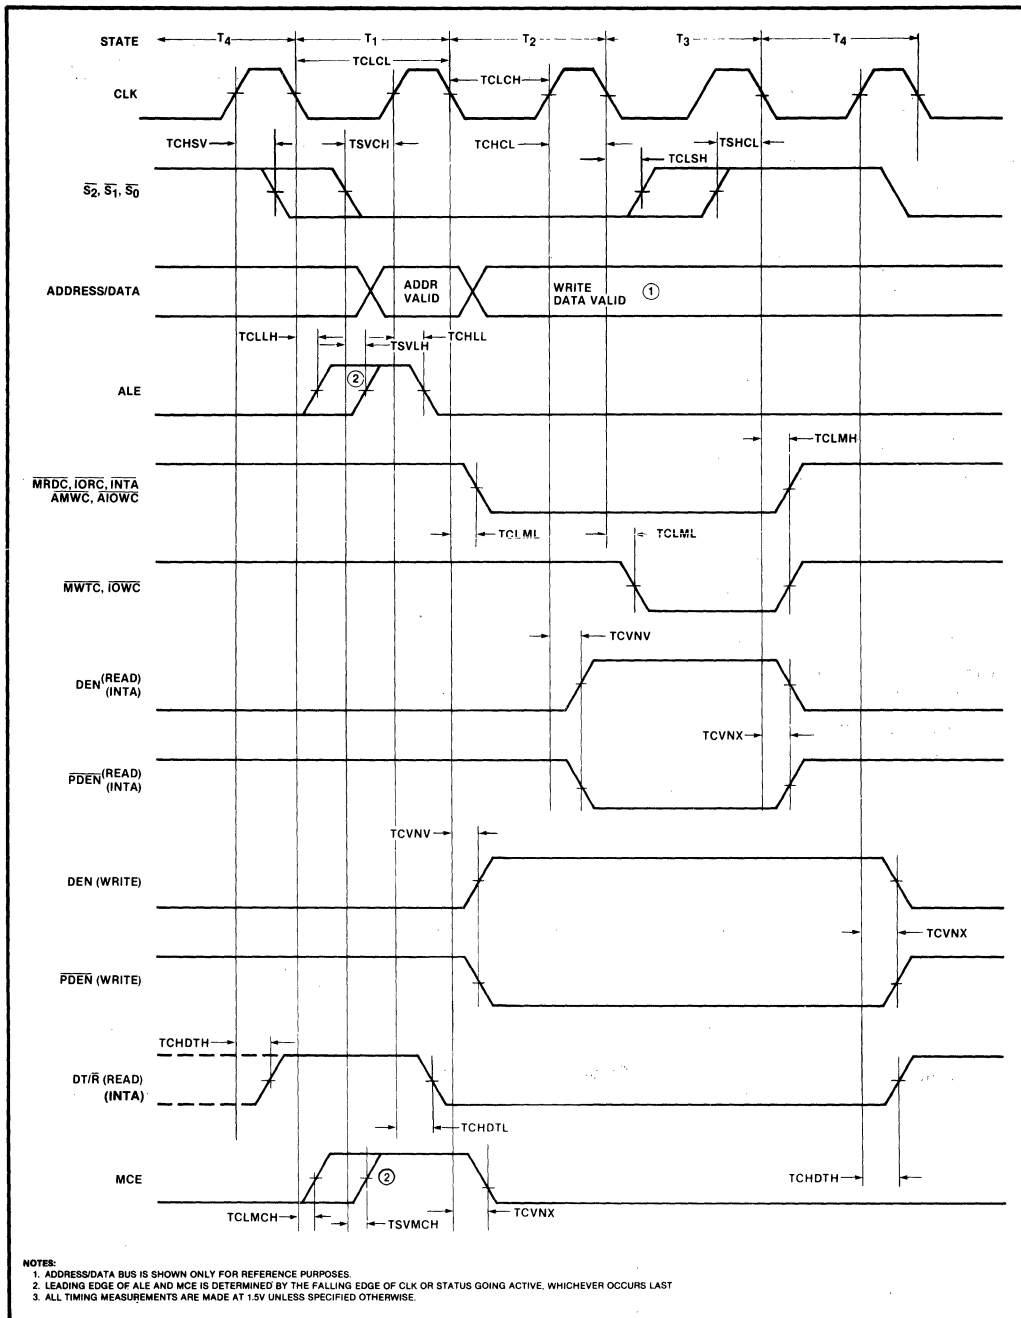 STATE T4 T1 T2 T3 T4
TCLCL
TCLCH
CLK
TCHSV TSVCH TCHCL TSHCL
TCLSH
S2, S1, S0
ADDRESS/DATA ADDR VALID WRITE DATA VALID ①
TCLLH TSVLH TCHLL
ALE ②
TCLMH
MRDC, IORC, INTA
AMWC, AIOWC
TCLML TCLML
MWTC, IOWC
TCVNV
DEN (READ)
(INTA)
TCVNX
PDEN (READ)
(INTA)
TCVNV
DEN (WRITE)
TCVNX
PDEN (WRITE)
TCHDTH
DT/R (READ)
(INTA)
TCHDTL
MCE ②
TCHDTH
TCLMCH TSVMCH TCVNX
NOTES:
1. ADDRESS/DATA BUS IS SHOWN ONLY FOR REFERENCE PURPOSES.
2. LEADING EDGE OF ALE AND MCE IS DETERMINED BY THE FALLING EDGE OF CLK OR STATUS GOING ACTIVE, WHICHEVER OCCURS LAST
3. ALL TIMING MEASUREMENTS ARE MADE AT 1.5V UNLESS SPECIFIED OTHERWISE.